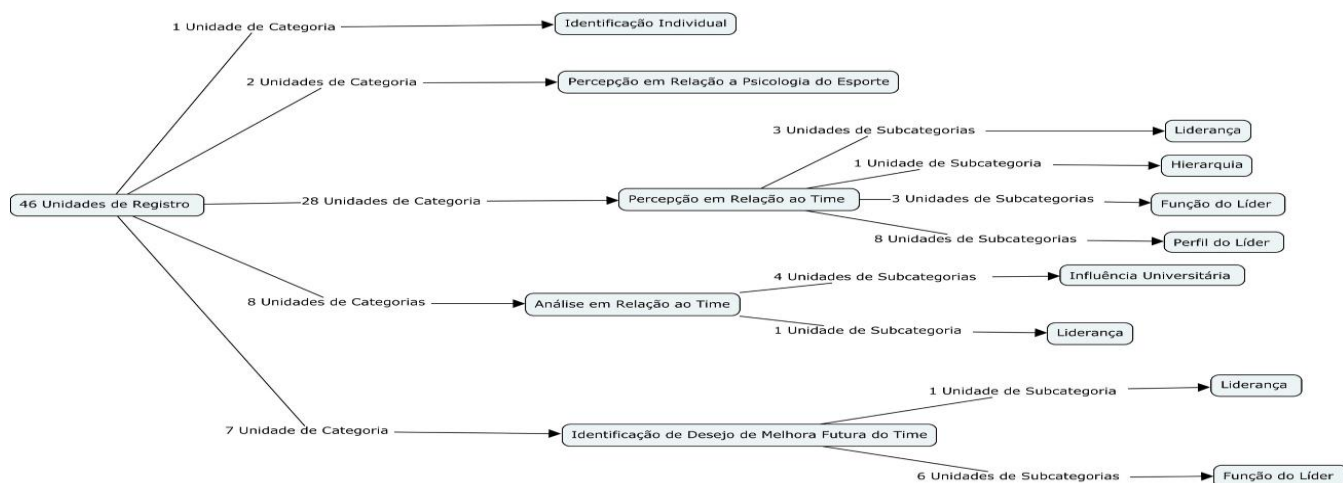 1 Unidade de Categoria
Identificação Individual
2 Unidades de Categoria
Percepção em Relação a Psicologia do Esporte
3 Unidades de Subcategorias
Liderança
1 Unidade de Subcategoria
Hierarquia
46 Unidades de Registro
28 Unidades de Categoria
Percepção em Relação ao Time
3 Unidades de Subcategorias
Função do Líder
8 Unidades de Subcategorias
Perfil do Líder
8 Unidades de Categorias
Análise em Relação ao Time
4 Unidades de Subcategorias
Influência Universitária
1 Unidade de Subcategoria
Liderança
7 Unidade de Categoria
Identificação de Desejo de Melhora Futura do Time
1 Unidade de Subcategoria
Liderança
6 Unidades de Subcategorias
Função do Líder